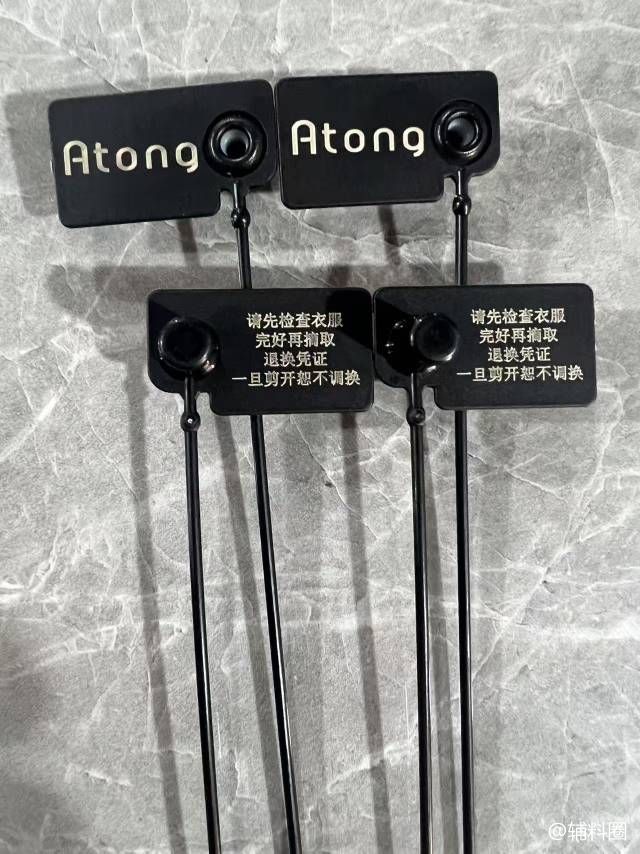 Atong
Atong
请先检查衣服
完好再摘取
退换凭证
一旦剪开恕不调换
请先检查衣服
完好再摘取
退换凭证
一旦剪开恕不调换
@辅料圈